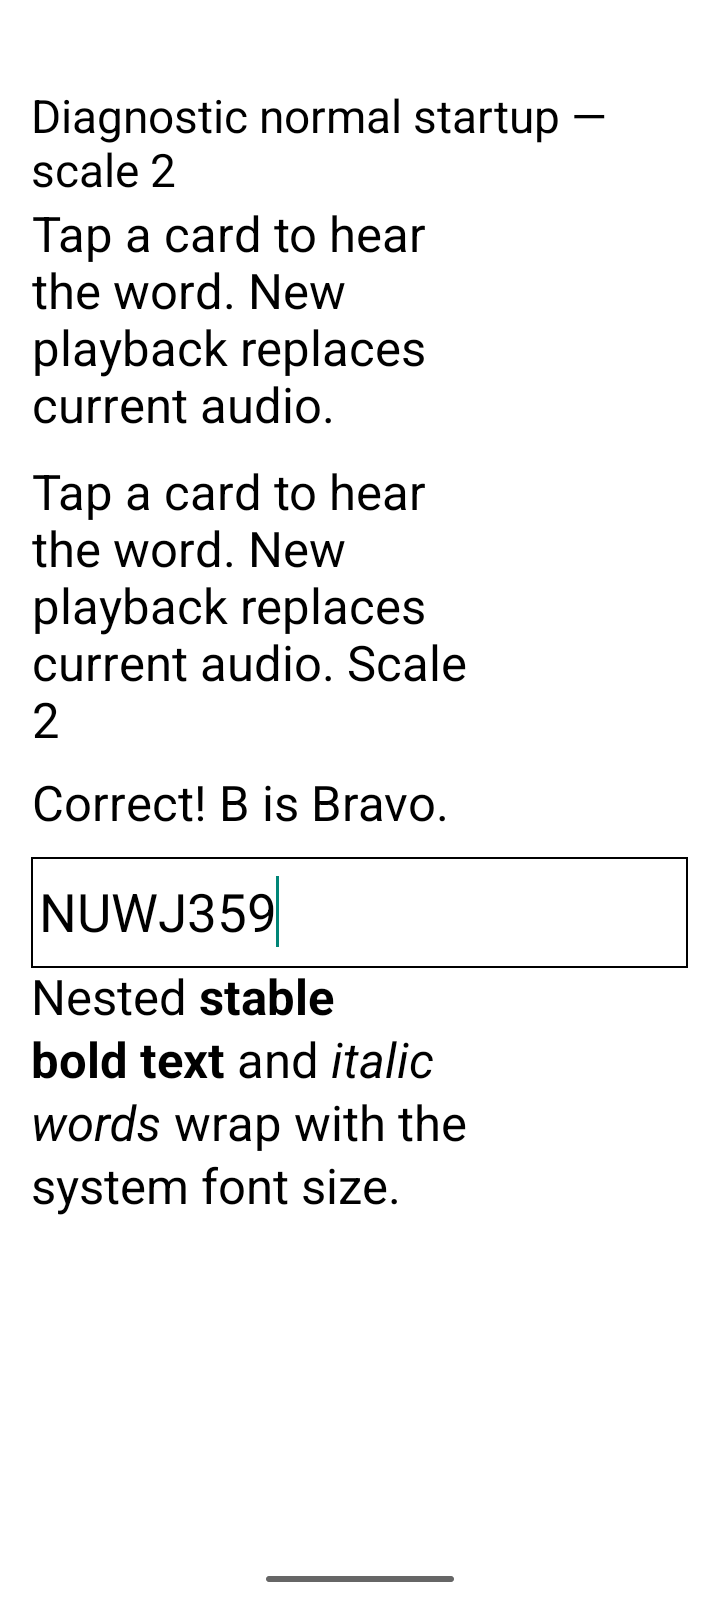 Diagnostic normal startup —
scale 2
Tap a card to hear
the word. New
playback replaces
current audio.
Tap a card to hear
the word. New
playback replaces
current audio. Scale
2
Correct! B is Bravo.
NUWJ359
Nested stable
bold text and italic
words wrap with the
system font size.